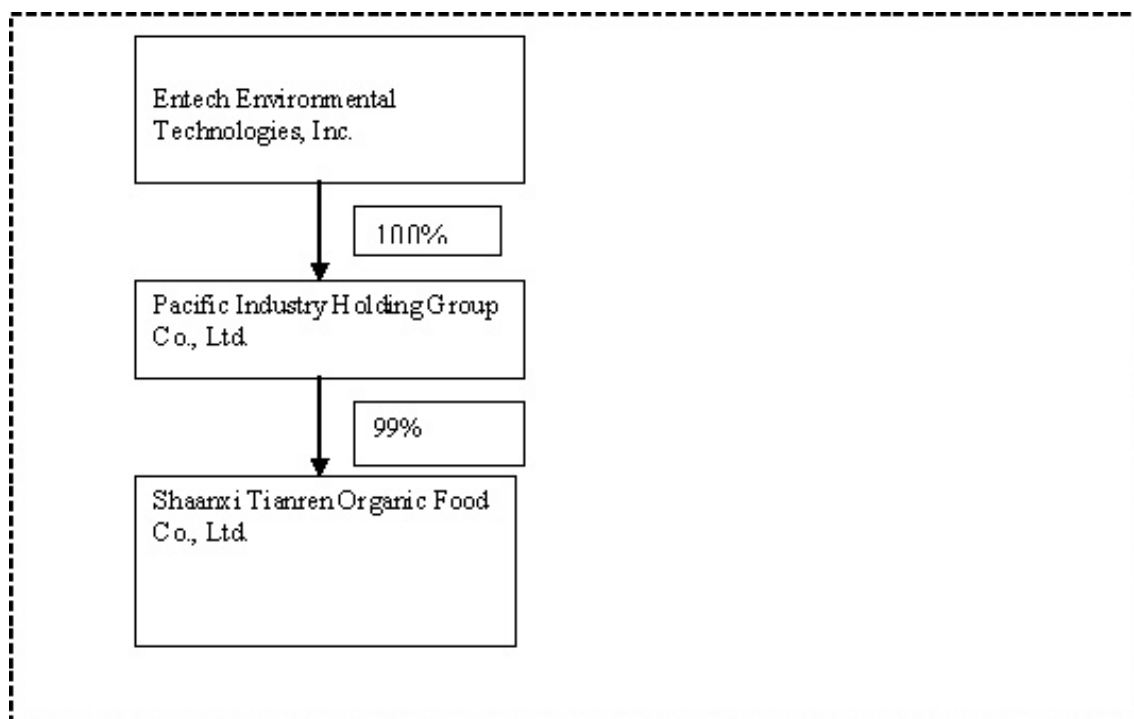 Entech Environmental
Technologies, Inc.
100%
Pacific Industry Holding Group
Co., Ltd.
99%
Shaanxi Tianren Organic Food
Co., Ltd.